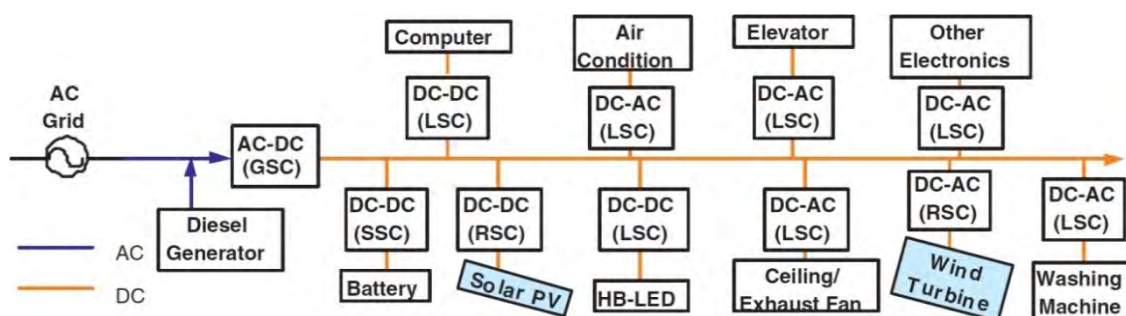 Computer
Air
Condition
Elevator
Other
Electronics
AC
Grid
DC-DC
(LSC)
DC-AC
(LSC)
DC-AC
(LSC)
DC-AC
(LSC)
AC-DC
(GSC)
Diesel
Generator
DC-DC
(SSC)
DC-DC
(RSC)
DC-DC
(LSC)
DC-AC
(LSC)
DC-AC
(RSC)
DC-AC
(LSC)
AC
DC
Battery
Solar PV
HB-LED
Ceiling/
Exhaust Fan
Wind
Turbine
Washing
Machine